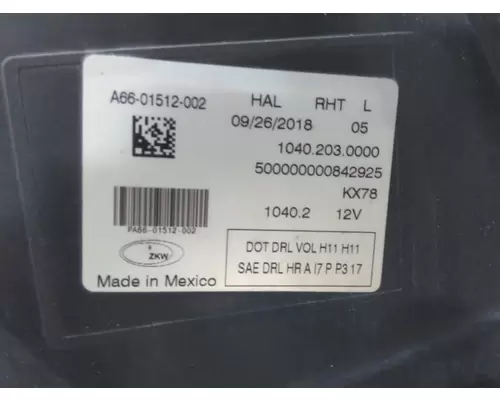 A66-01512-002 HAL RHT L
09/26/2018 05
1040.203.0000
500000000842925
KX78
1040.2 12V
PA66-01512-002
ZKW
DOT DRL VOL H11 H11
SAE DRL HR A I7 P P3 17
Made in Mexico